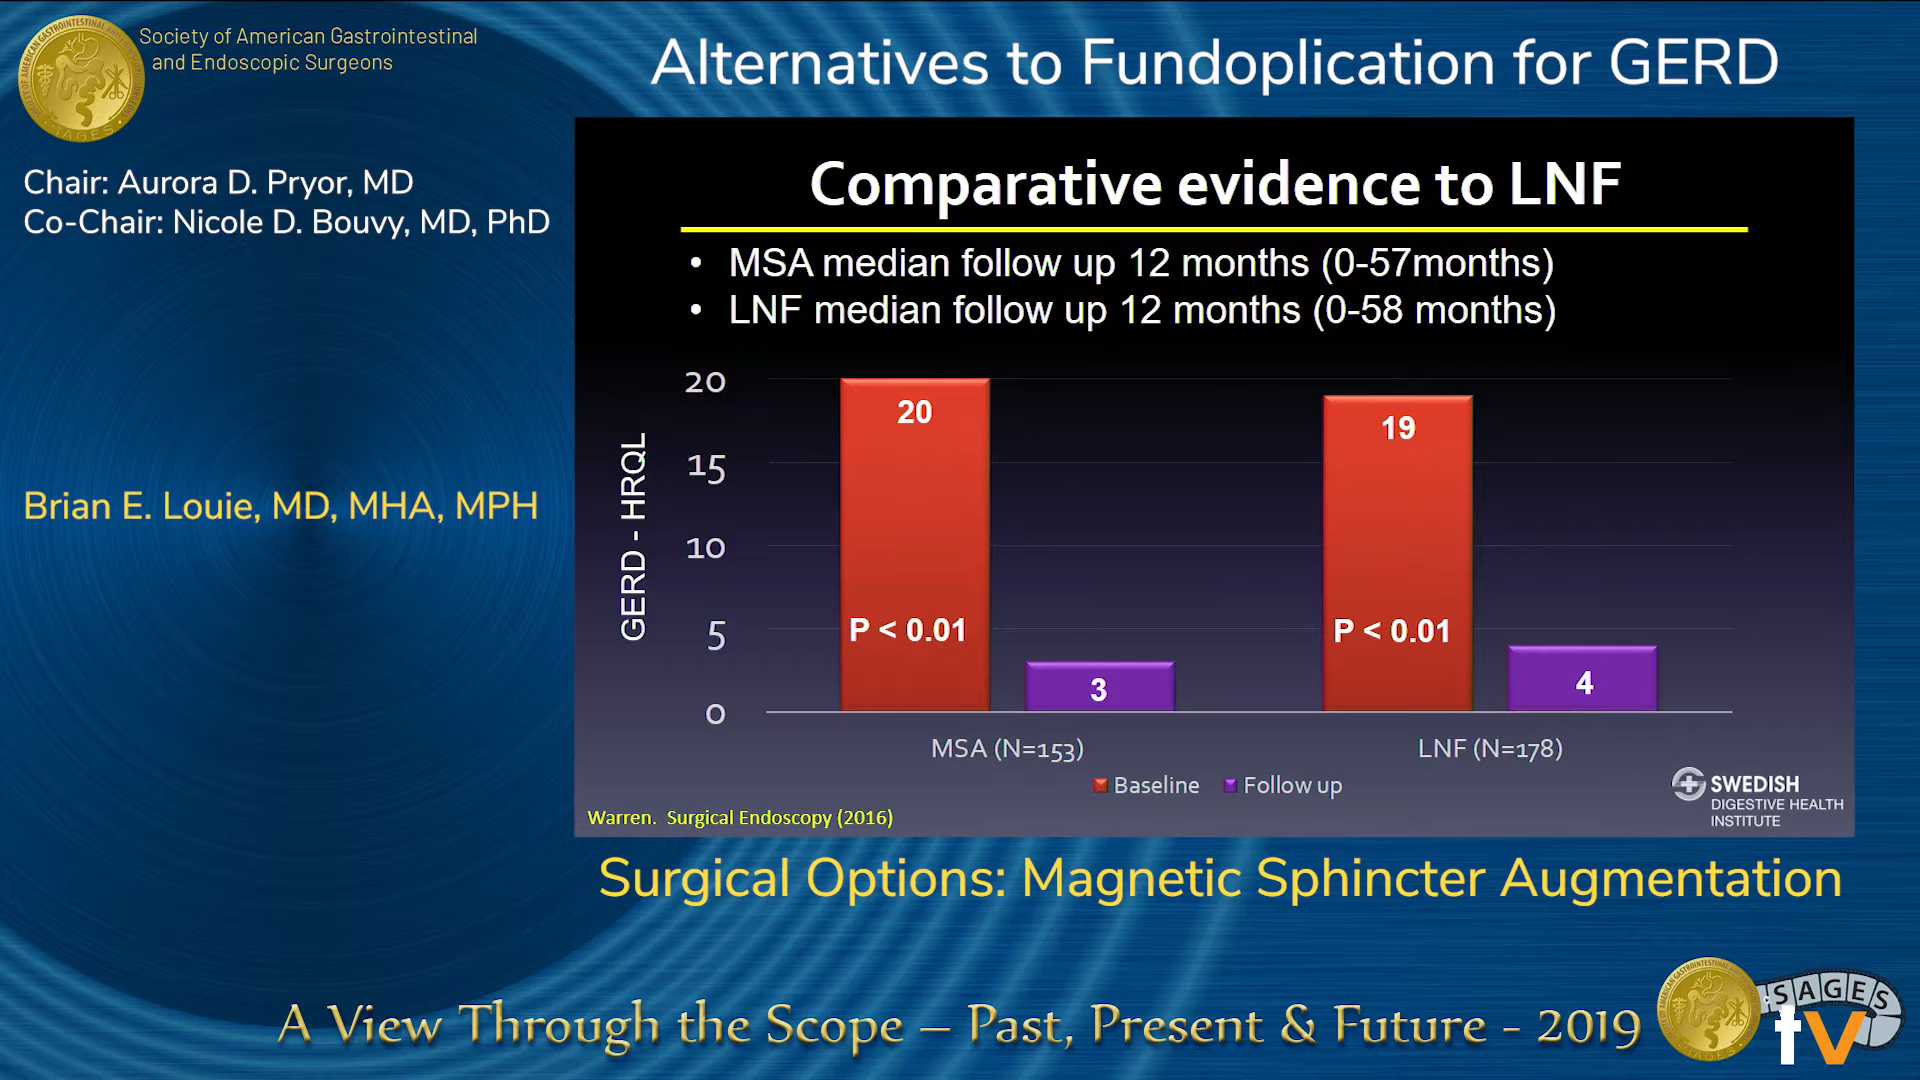 Society of American Gastrointestinal
and Endoscopic Surgeons
Alternatives to Fundoplication for GERD
Chair: Aurora D. Pryor, MD
Co-Chair: Nicole D. Bouvy, MD, PhD
Brian E. Louie, MD, MHA, MPH
Comparative evidence to LNF
• MSA median follow up 12 months (0-57months)
• LNF median follow up 12 months (0-58 months)
GERD - HRQL
20
15
10
5
0
20
P < 0.01
3
19
P < 0.01
4
MSA (N=153)
LNF (N=178)
Baseline
Follow up
Warren. Surgical Endoscopy (2016)
SWEDISH
DIGESTIVE HEALTH
INSTITUTE
Surgical Options: Magnetic Sphincter Augmentation
A View Through the Scope – Past, Present & Future - 2019
SAGES
tv